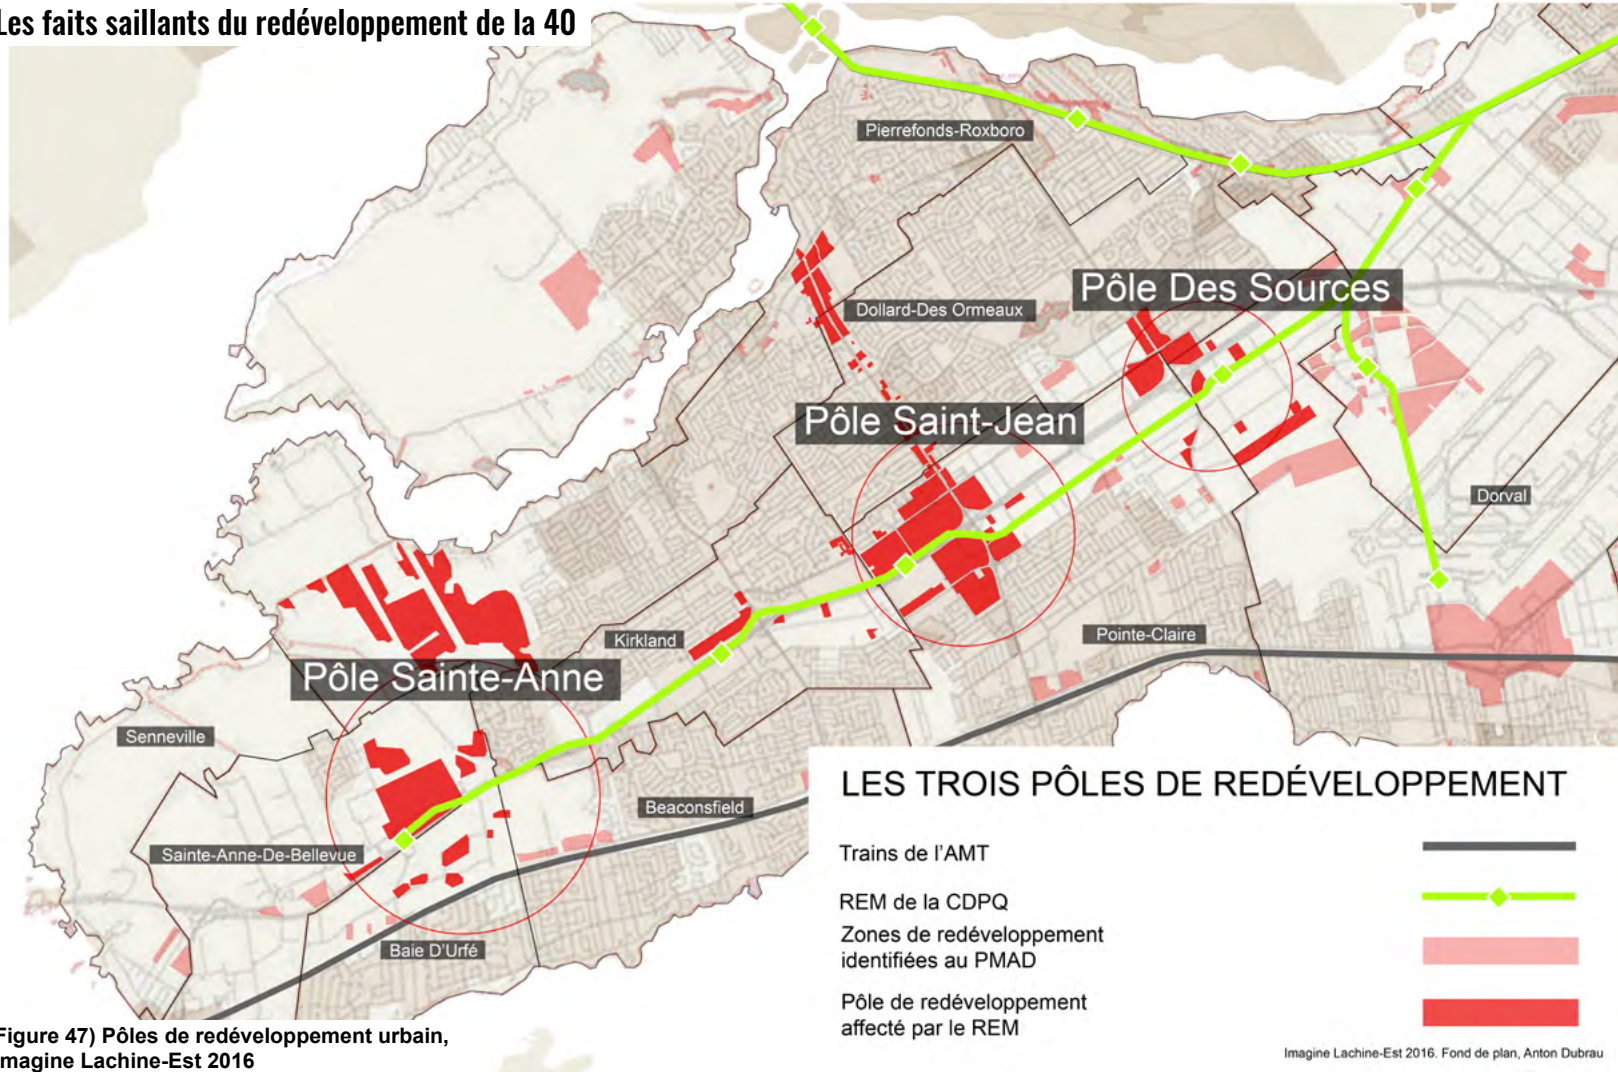 Les faits saillants du redéveloppement de la 40
Pierrefonds-Roxboro
Pôle Des Sources
Dollard-Des Ormeaux
Pôle Saint-Jean
Dorval
Pointe-Claire
Kirkland
Pôle Sainte-Anne
Senneville
Beaconsfield
Sainte-Anne-De-Bellevue
Baie D'Urfé
LES TROIS PÔLES DE REDÉVELOPPEMENT
Trains de l'AMT
REM de la CDPQ
Zones de redéveloppement
identifiées au PMAD
Pôle de redéveloppement
affecté par le REM
Imagine Lachine-Est 2016. Fond de plan, Anton Dubrau
Figure 47) Pôles de redéveloppement urbain,
Imagine Lachine-Est 2016